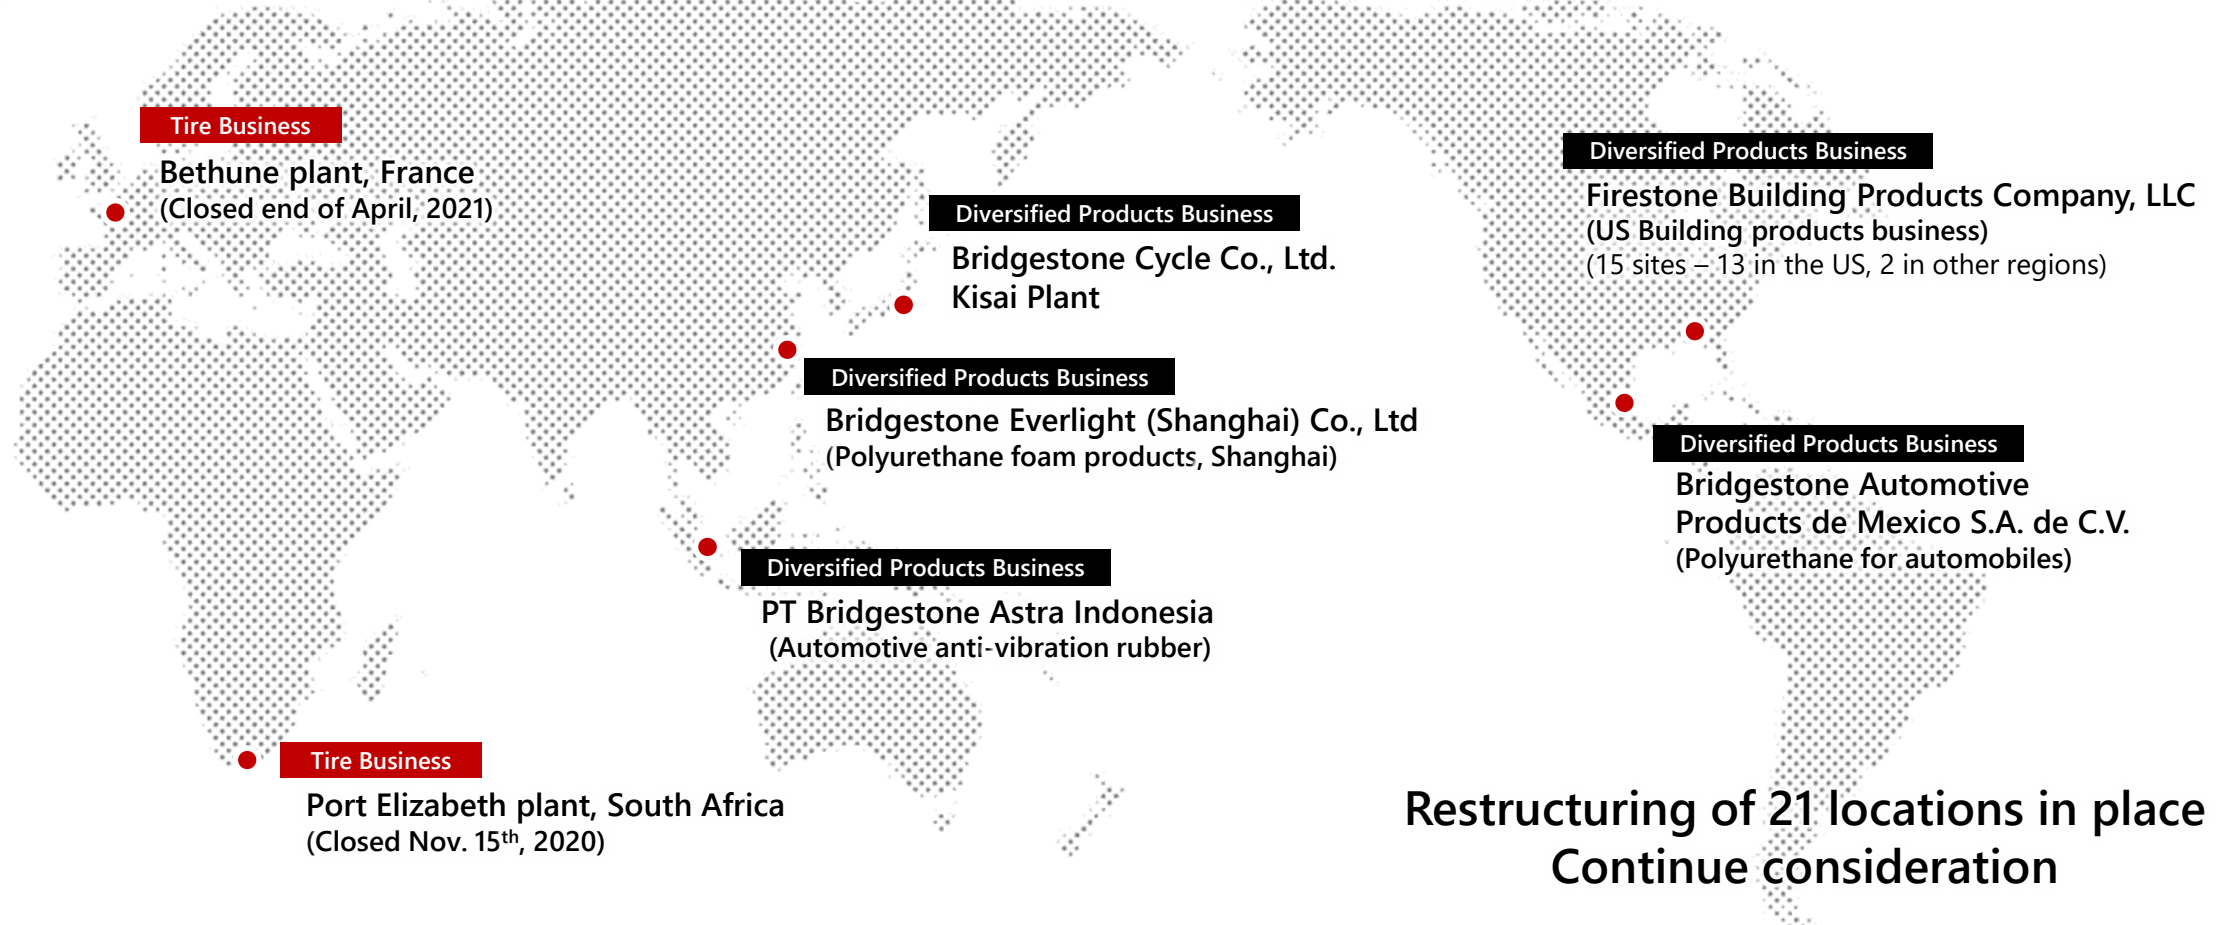 Tire Business
Bethune plant, France
(Closed end of April, 2021)
Diversified Products Business
Bridgestone Cycle Co., Ltd.
Kisai Plant
Diversified Products Business
Firestone Building Products Company, LLC
(US Building products business)
(15 sites – 13 in the US, 2 in other regions)
Diversified Products Business
Bridgestone Everlight (Shanghai) Co., Ltd
(Polyurethane foam products, Shanghai)
Diversified Products Business
Bridgestone Automotive
Products de Mexico S.A. de C.V.
(Polyurethane for automobiles)
Diversified Products Business
PT Bridgestone Astra Indonesia
(Automotive anti-vibration rubber)
Tire Business
Port Elizabeth plant, South Africa
(Closed Nov. 15th, 2020)
Restructuring of 21 locations in place
Continue consideration